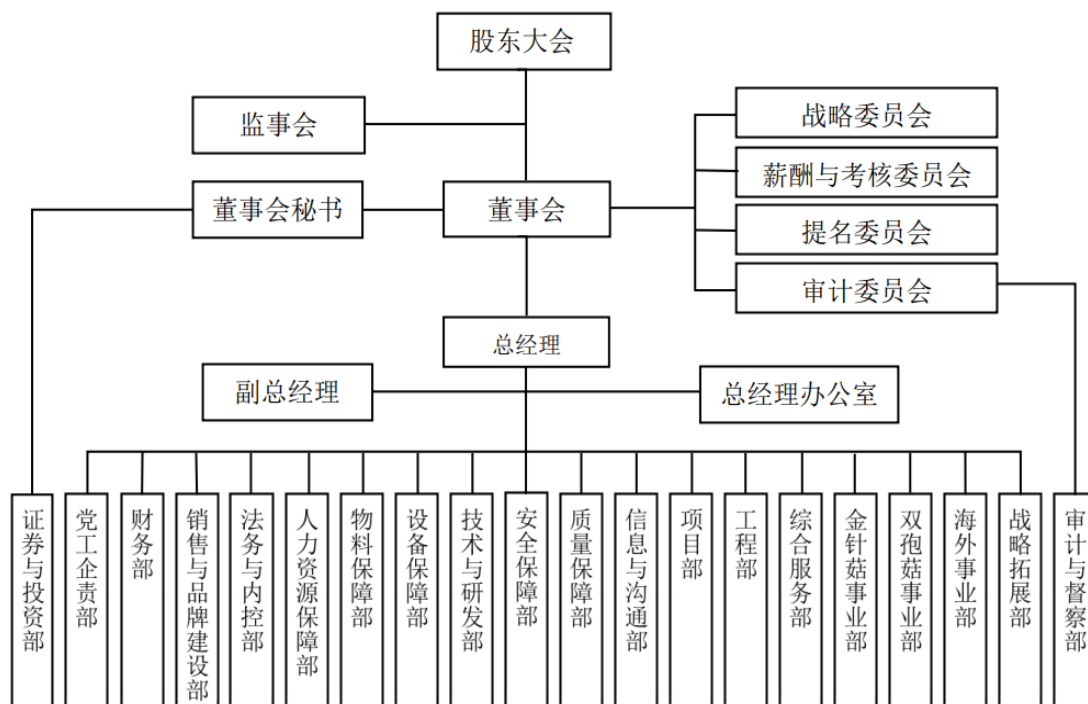 股东大会
监事会
战略委员会
薪酬与考核委员会
董事会秘书
董事会
提名委员会
审计委员会
总经理
副总经理
总经理办公室
证券与投资部
党工企责部
财务部
销售与品牌建设部
法务与内控部
人力资源保障部
物料保障部
设备保障部
技术与研发部
安全保障部
质量保障部
信息与沟通部
项目部
工程部
综合服务部
金针菇事业部
双孢菇事业部
海外事业部
战略拓展部
审计与督察部